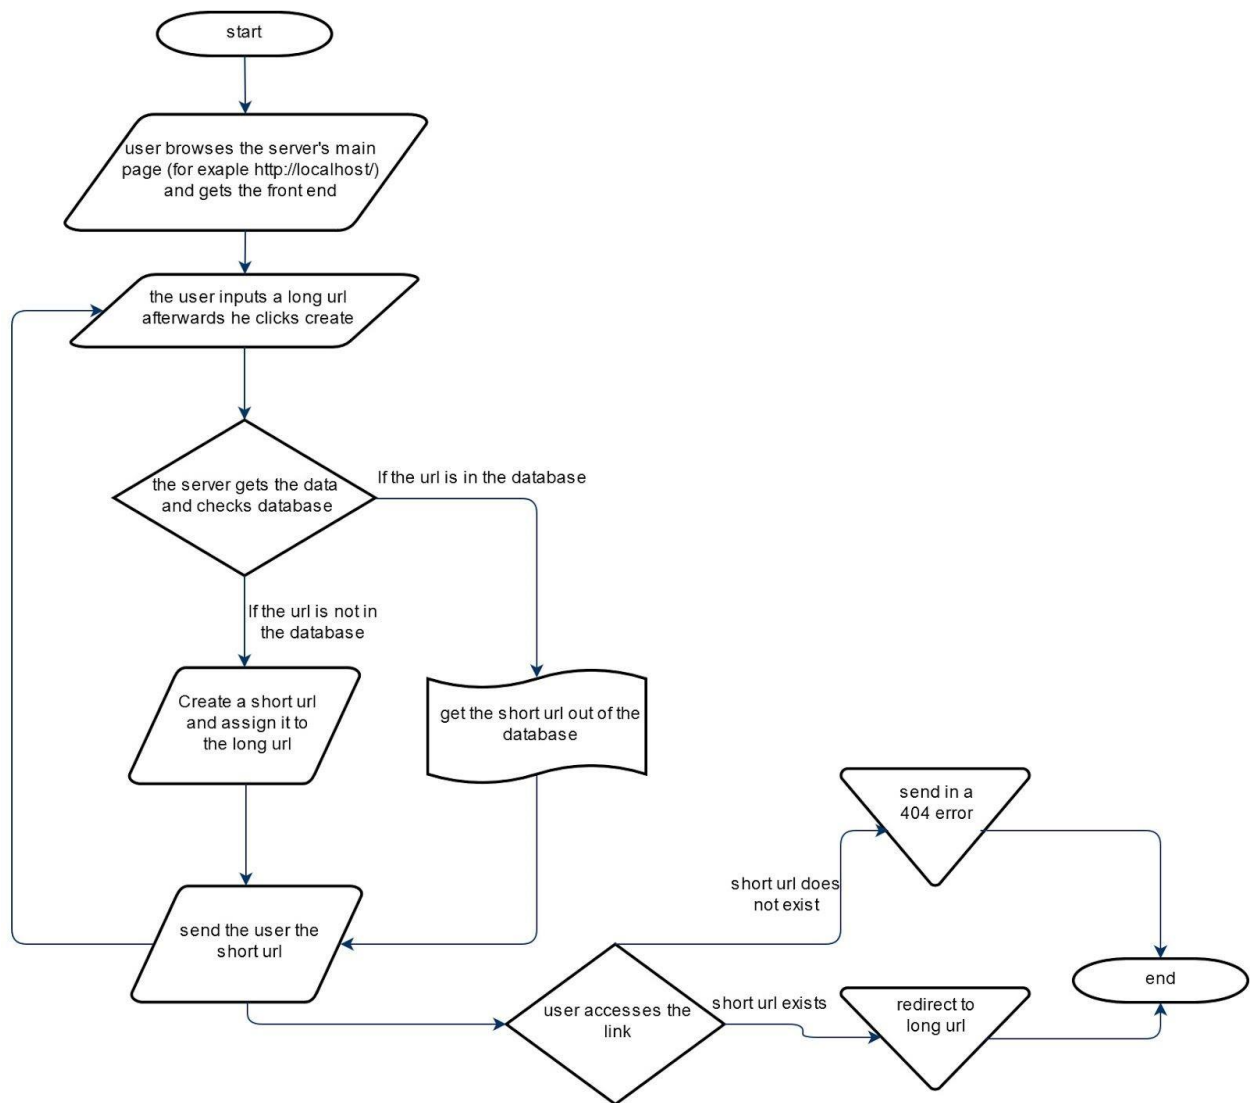 start
user browses the server's main
page (for exaple http://localhost/)
and gets the front end
the user inputs a long url
afterwards he clicks create
the server gets the data
and checks database
If the url is in the database
If the url is not in
the database
Create a short url
and assign it to
the long url
get the short url out of the
database
send in a
404 error
short url does
not exist
send the user the
short url
user accesses the
link
short url exists
redirect to
long url
end